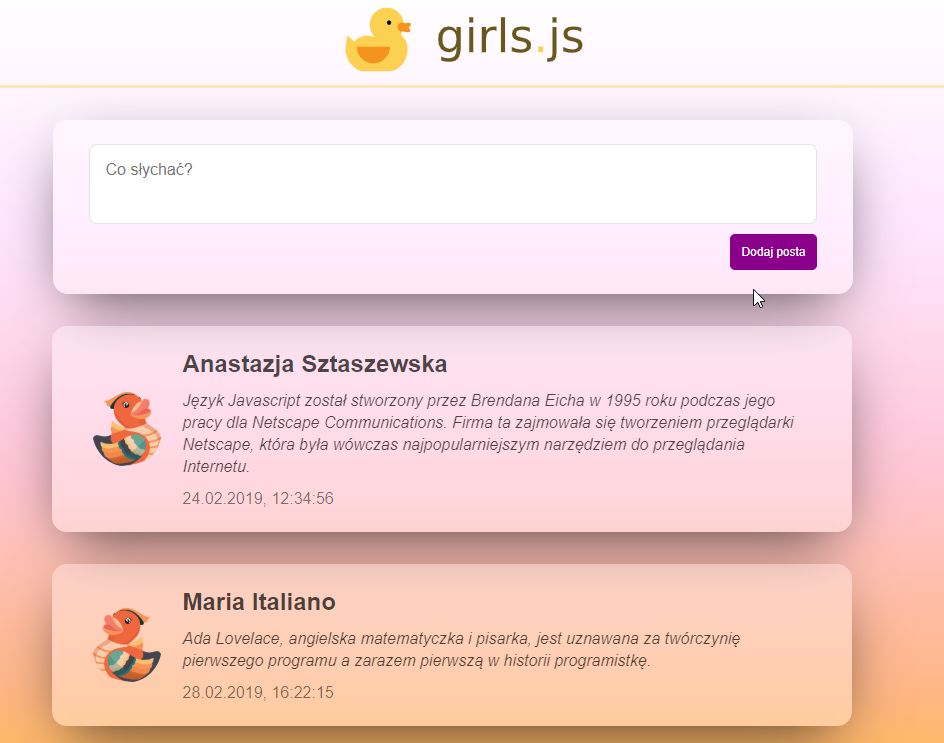 girls.js
Co słychać?
Dodaj posta
Anastazja Sztaszewska
Język Javascript został stworzony przez Brendana Eicha w 1995 roku podczas jego
pracy dla Netscape Communications. Firma ta zajmowała się tworzeniem przeglądarki
Netscape, która była wówczas najpopularniejszym narzędziem do przeglądania
Internetu.
24.02.2019, 12:34:56
Maria Italiano
Ada Lovelace, angielska matematyczka i pisarka, jest uznawana za twórczynię
pierwszego programu a zarazem pierwszą w historii programistkę.
28.02.2019, 16:22:15